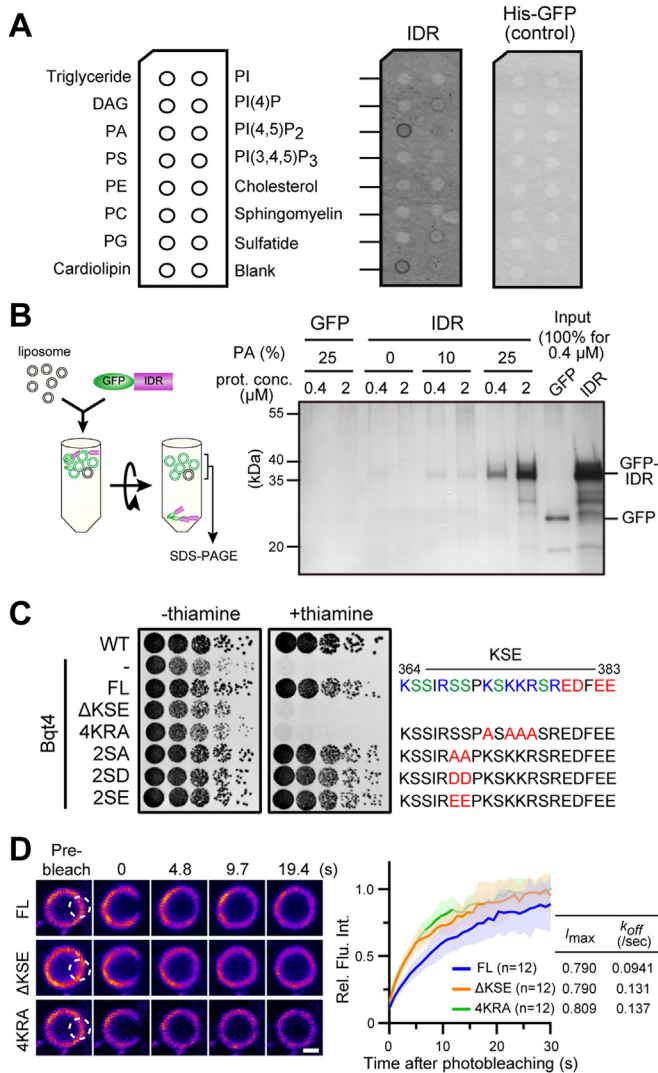 A
IDR
His-GFP
(control)
Triglyceride
PI
DAG
PI(4)P
PA
PI(4,5)P2
PS
PI(3,4,5)P3
PE
Cholesterol
PC
Sphingomyelin
PG
Sulfatide
Cardiolipin
Blank
B
liposome
GFP
IDR
SDS-PAGE
GFP IDR
Input
(100% for
0.4 µM)
PA (%) 25 0 10 25
prot. conc.
(µM)
0.4 2 0.4 2 0.4 2 0.4 2
GFP
IDR
(kDa)
55
40
35
20
GFP-
IDR
GFP
C
-thiamine
+thiamine
Bqt4
WT
-
FL
ΔKSE
4KRA
2SA
2SD
2SE
KSE
364 383
KSSIRSSPKSKKRSREDFEE
KSSIRSSPASAAASREDFEE
KSSIRAAPKSKKRSREDFEE
KSSIRDDPKSKKRSREDFEE
KSSIREEPKSKKRSREDFEE
D
Pre-
bleach 0 4.8 9.7 19.4 (s)
FL
ΔKSE
4KRA
Rel. Flu. Int.
1.0
0.5
0
0 10 20 30
Time after photobleaching (s)
FL (n=12)
ΔKSE (n=12)
4KRA (n=12)
Imax koff
(/sec)
0.790 0.0941
0.790 0.131
0.809 0.137